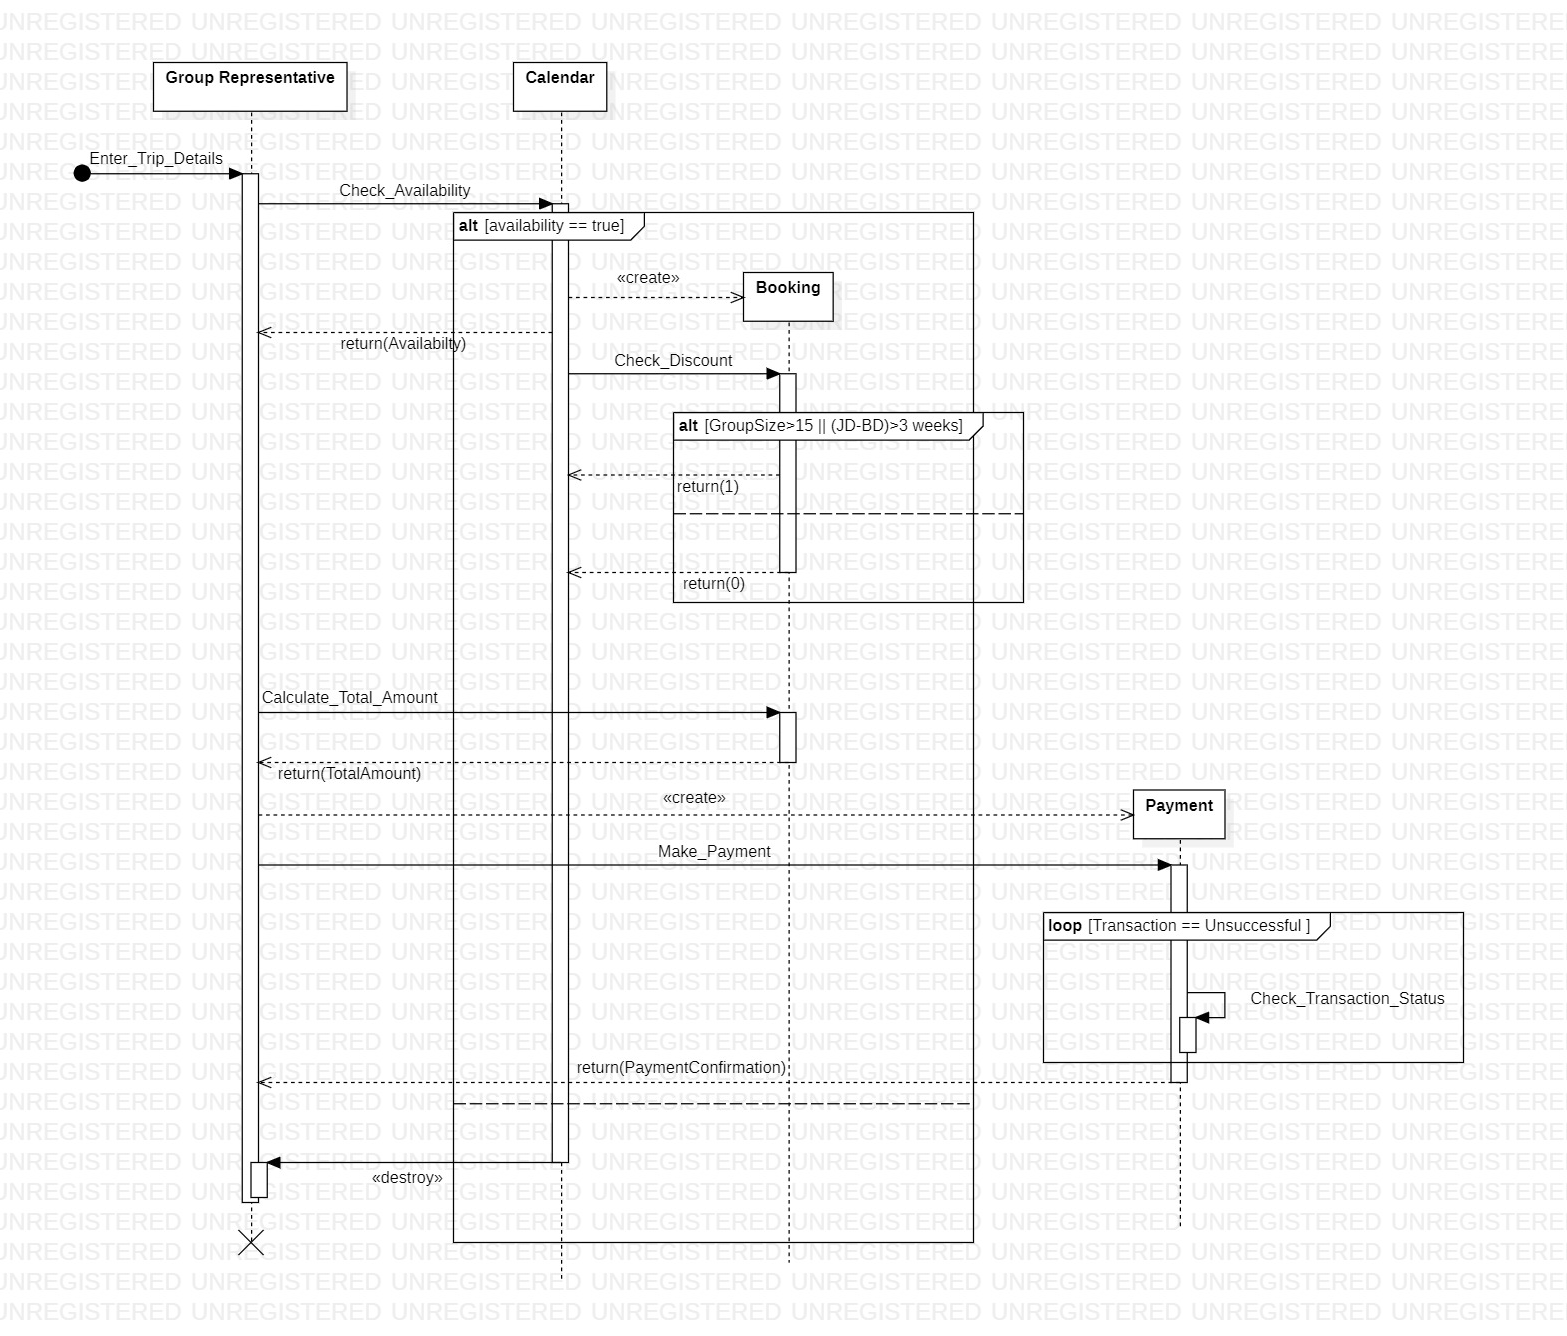 UNREGISTERED UNREGISTERED UNREGISTERED UNREGISTERED UNREGISTERED UNREGISTERED UNREGISTERED UNREGISTERED
Group Representative
Calendar
Enter_Trip_Details
Check_Availability
alt [availability == true]
«create»
Booking
return(Availabilty)
Check_Discount
alt [GroupSize>15 || (JD-BD)>3 weeks]
return(1)
return(0)
Calculate_Total_Amount
return(TotalAmount)
«create»
Payment
Make_Payment
loop [Transaction == Unsuccessful ]
Check_Transaction_Status
return(PaymentConfirmation)
«destroy»